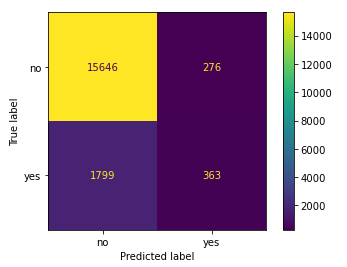 no
15646
276
yes
1799
363
True label
no
yes
Predicted label
14000
12000
10000
8000
6000
4000
2000